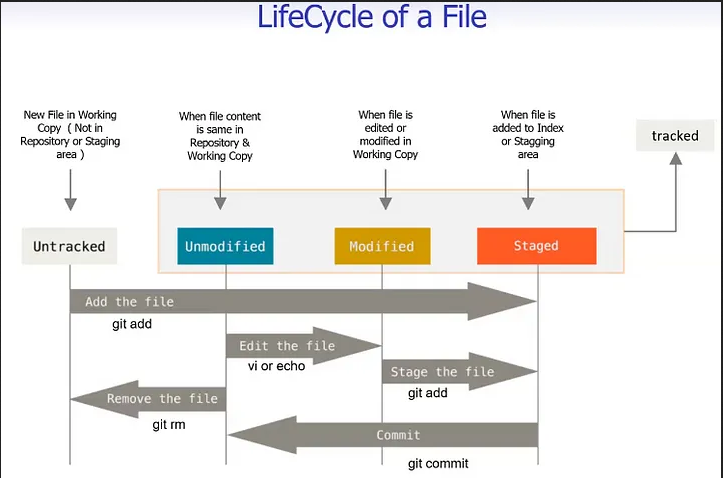 LifeCycle of a File
New File in Working
Copy ( Not in
Repository or Staging
area )
When file content
is same in
Repository &
Working Copy
When file is
edited or
modified in
Working Copy
When file is
added to Index
or Stagging
area
tracked
Untracked
Unmodified
Modified
Staged
Add the file
git add
Edit the file
vi or echo
Stage the file
git add
Remove the file
git rm
Commit
git commit